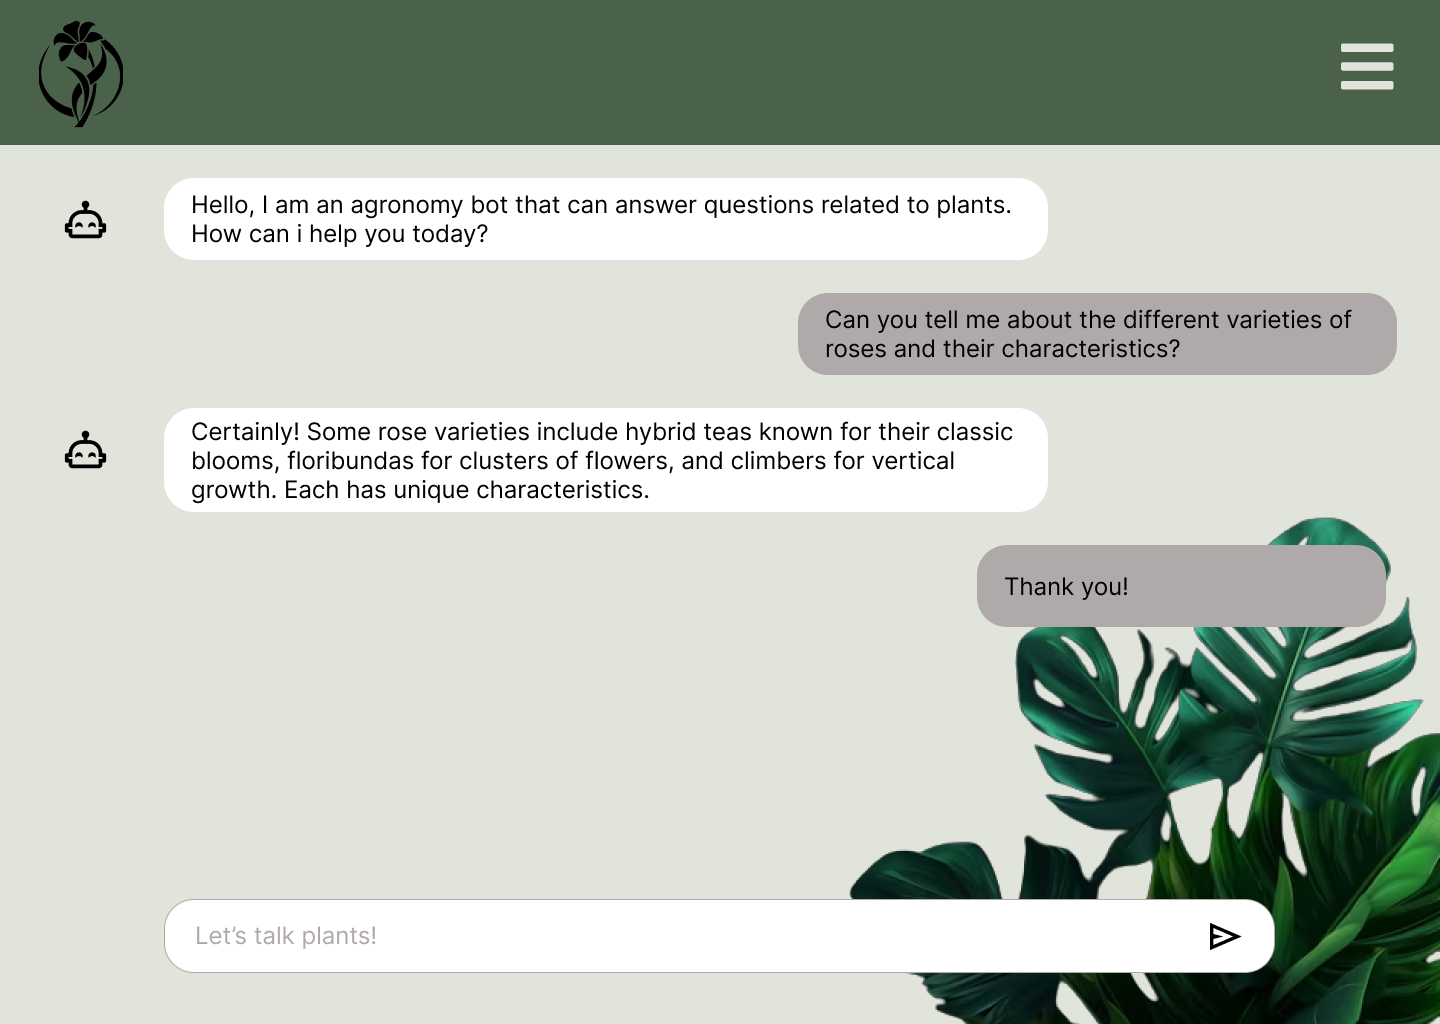 Hello, I am an agronomy bot that can answer questions related to plants.
How can i help you today?
Can you tell me about the different varieties of
roses and their characteristics?
Certainly! Some rose varieties include hybrid teas known for their classic
blooms, floribundas for clusters of flowers, and climbers for vertical
growth. Each has unique characteristics.
Thank you!
Let’s talk plants!